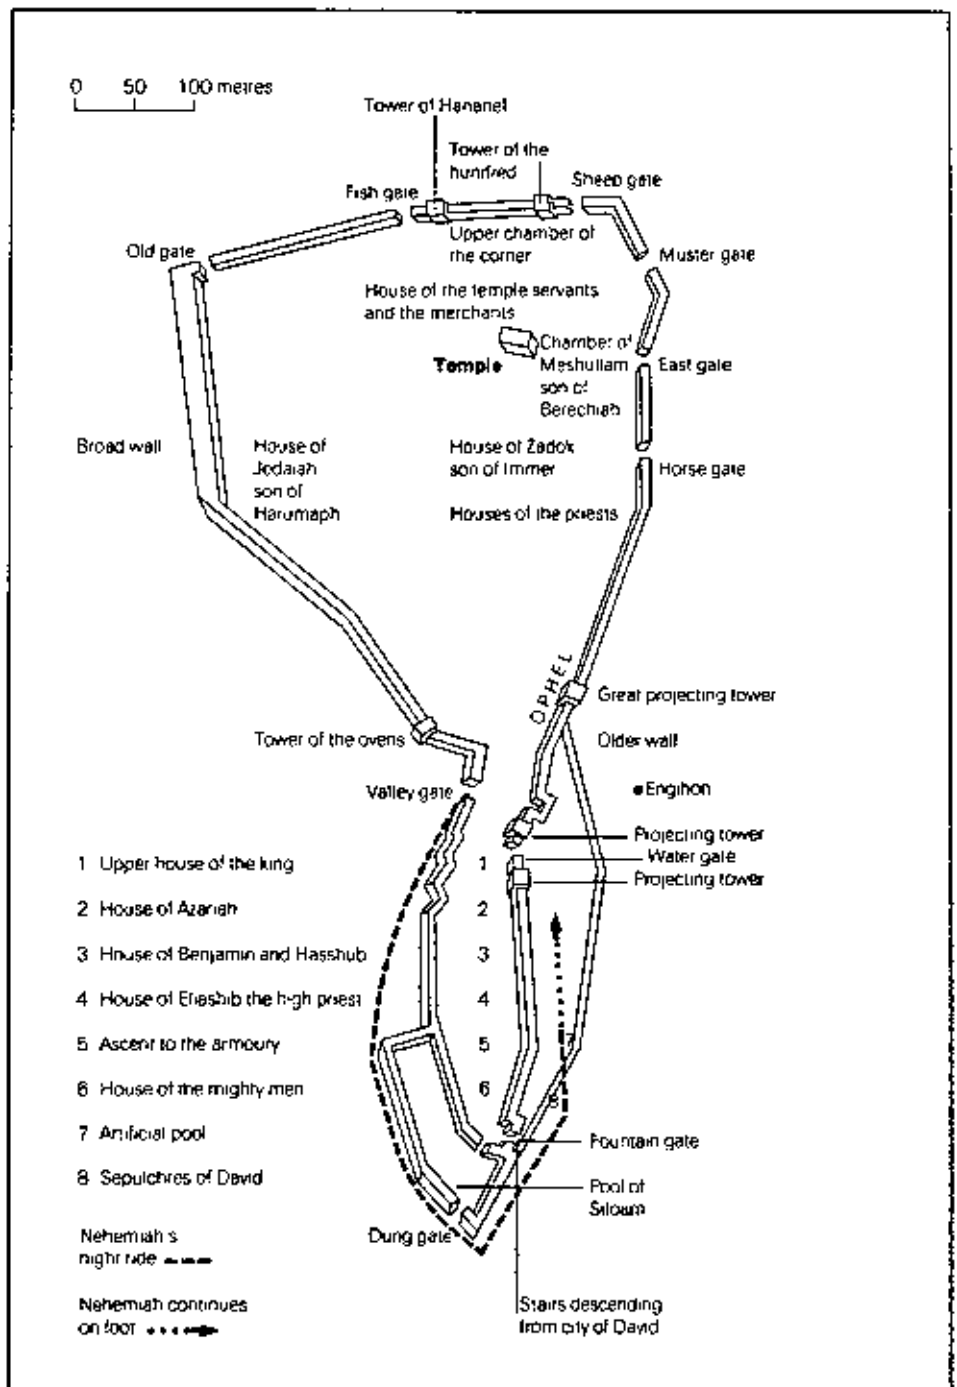 0 50 100 metres
Tower of Hananel
Tower of the
hundred
Sheep gate
Fish gate
Upper chamber of
the corner
Old gate
Muster gate
House of the temple servants
and the merchants
Chamber of
Meshullam
son of
Berechiah
Temple
East gate
Broad wall
House of
Jedaiah
son of
Harumaph
House of Zadok
son of Immer
Horse gate
Houses of the priests
OPHEL
Great projecting tower
Tower of the ovens
Older wall
Valley gate
Engihon
Projecting tower
Water gate
Projecting tower
1 Upper house of the king
2 House of Azariah
3 House of Benjamin and Hasshub
4 House of Eliashib the high priest
5 Ascent to the armoury
6 House of the mighty men
7 Artificial pool
8 Sepulchres of David
1
2
3
4
5
6
7
8
Fountain gate
Pool of
Siloam
Dung gate
Nehemiah's
night ride
Nehemiah continues
on foot
Stairs descending
from city of David